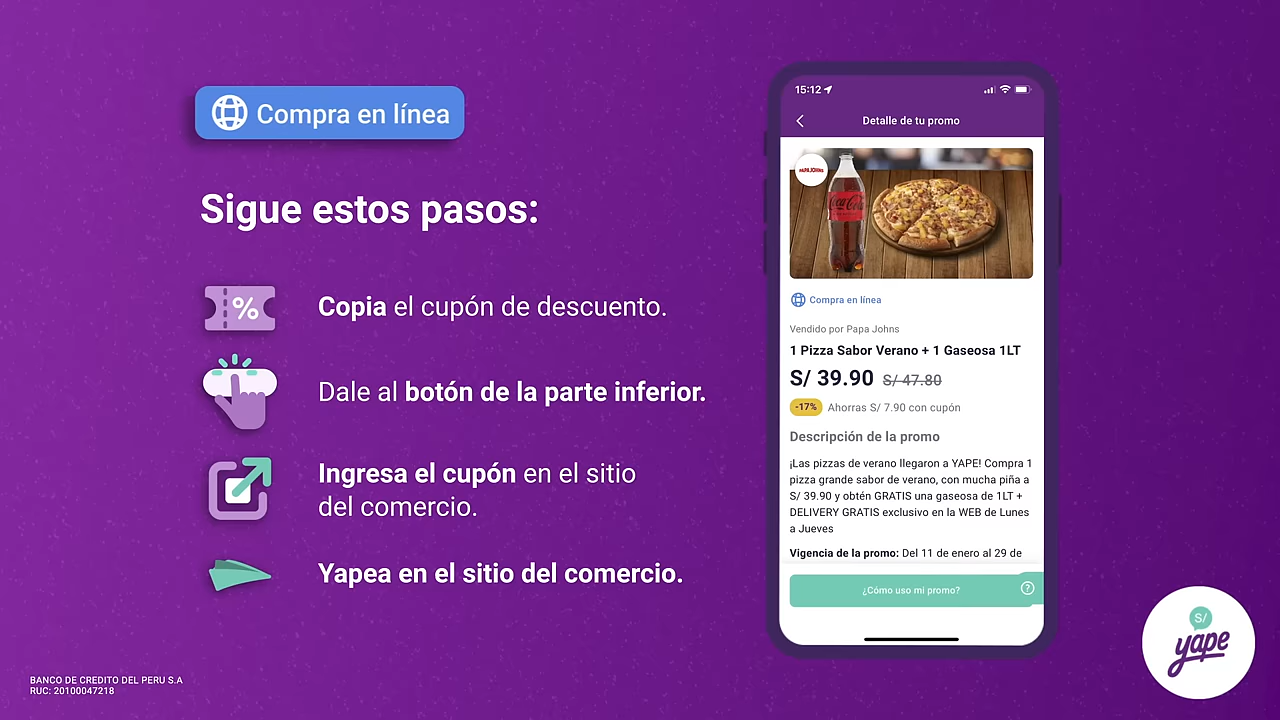 Compra en línea
Sigue estos pasos:
%
Copia el cupón de descuento.
Dale al botón de la parte inferior.
Ingresa el cupón en el sitio
del comercio.
Yapea en el sitio del comercio.
BANCO DE CREDITO DEL PERU S.A
RUC: 20100047218
15:12
Detalle de tu promo
PAPA JOHNS
Coca-Cola
Compra en línea
Vendido por Papa Johns
1 Pizza Sabor Verano + 1 Gaseosa 1LT
S/ 39.90 S/ 47.80
-17% Ahorras S/ 7.90 con cupón
Descripción de la promo
¡Las pizzas de verano llegaron a YAPE! Compra 1
pizza grande sabor de verano, con mucha piña a
S/ 39.90 y obtén GRATIS una gaseosa de 1LT +
DELIVERY GRATIS exclusivo en la WEB de Lunes
a Jueves
Vigencia de la promo: Del 11 de enero al 29 de
¿Cómo uso mi promo?
?
S/
yape